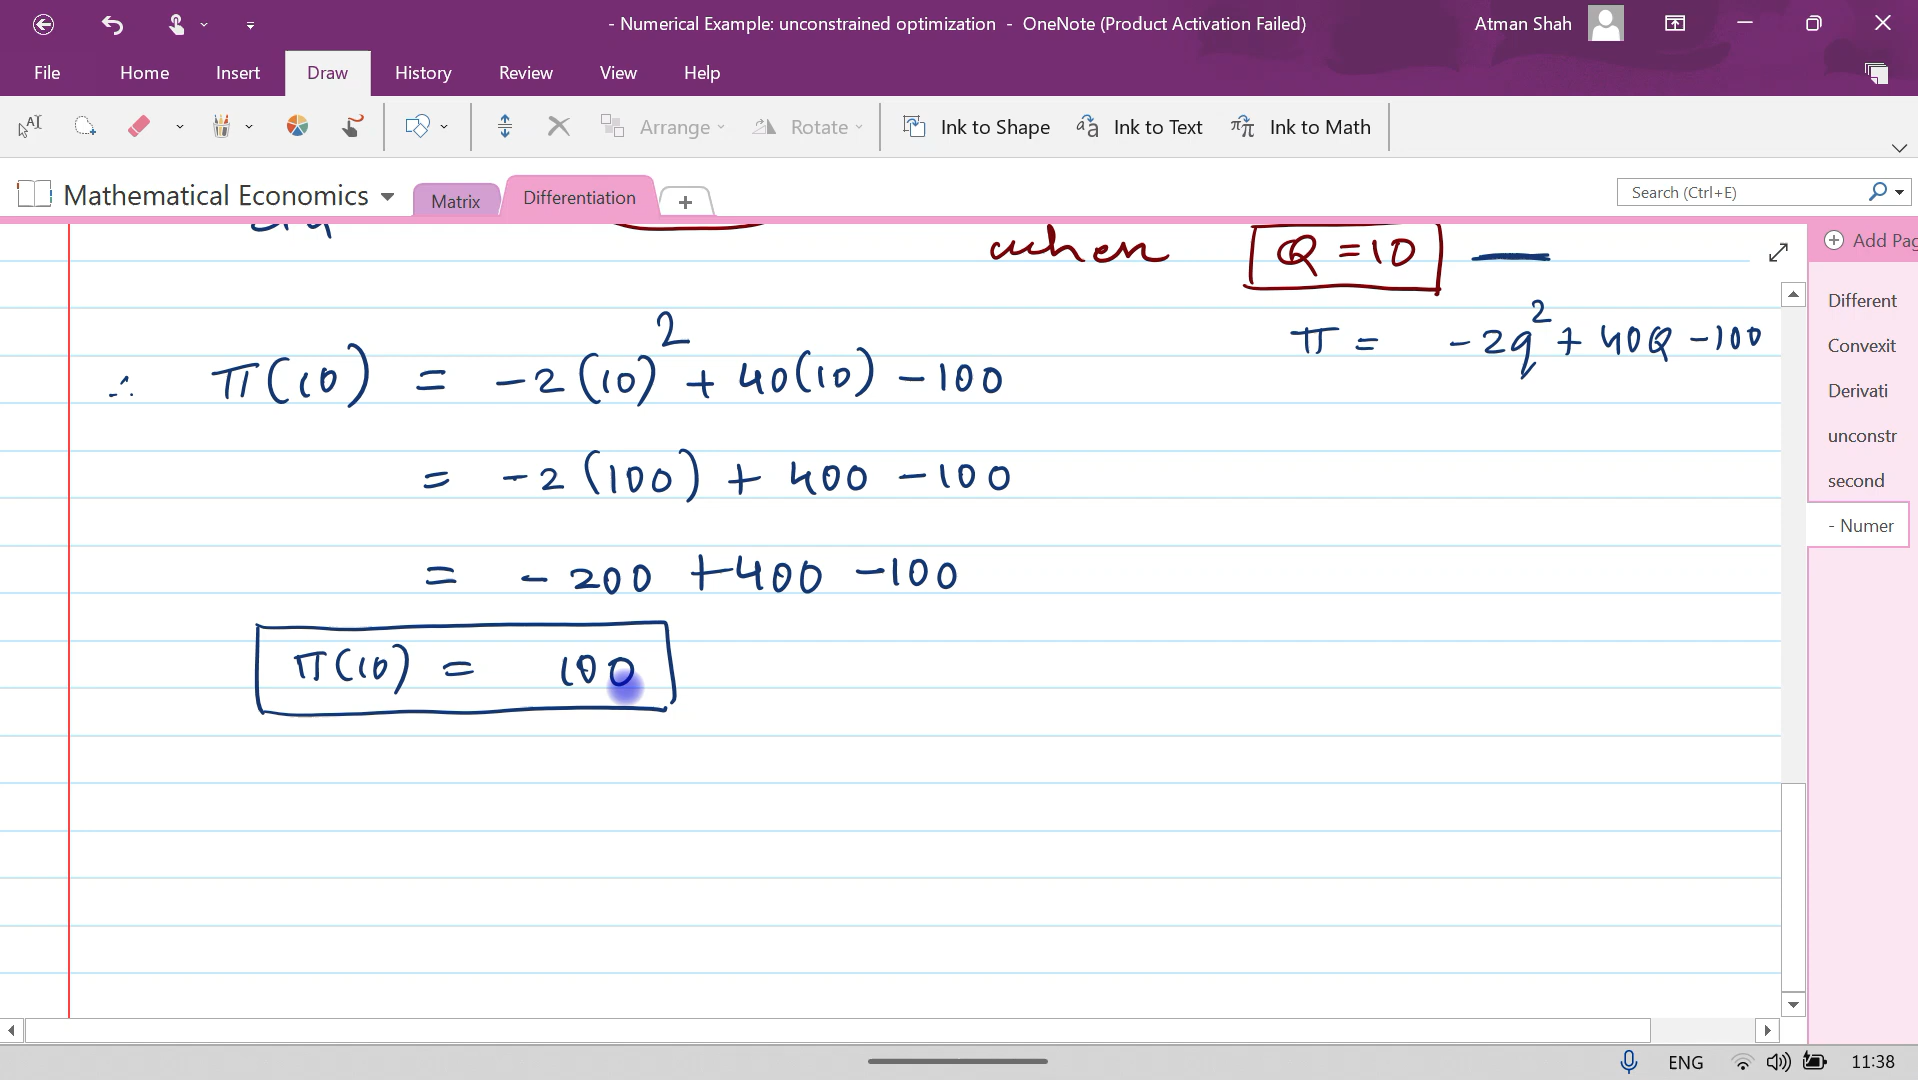 - Numerical Example: unconstrained optimization - OneNote (Product Activation Failed)
Atman Shah
File Home Insert Draw History Review View Help
Arrange Rotate Ink to Shape Ink to Text Ink to Math
Mathematical Economics Matrix Differentiation +
Search (Ctrl+E)
when Q = 10
Add Pag
Different
Convexit
Derivati
unconstr
second
- Numer
π = -2q² + 40Q - 100
∴ π(10) = -2(10)² + 40(10) - 100
= -2(100) + 400 - 100
= -200 + 400 - 100
π(10) = 100
ENG 11:38